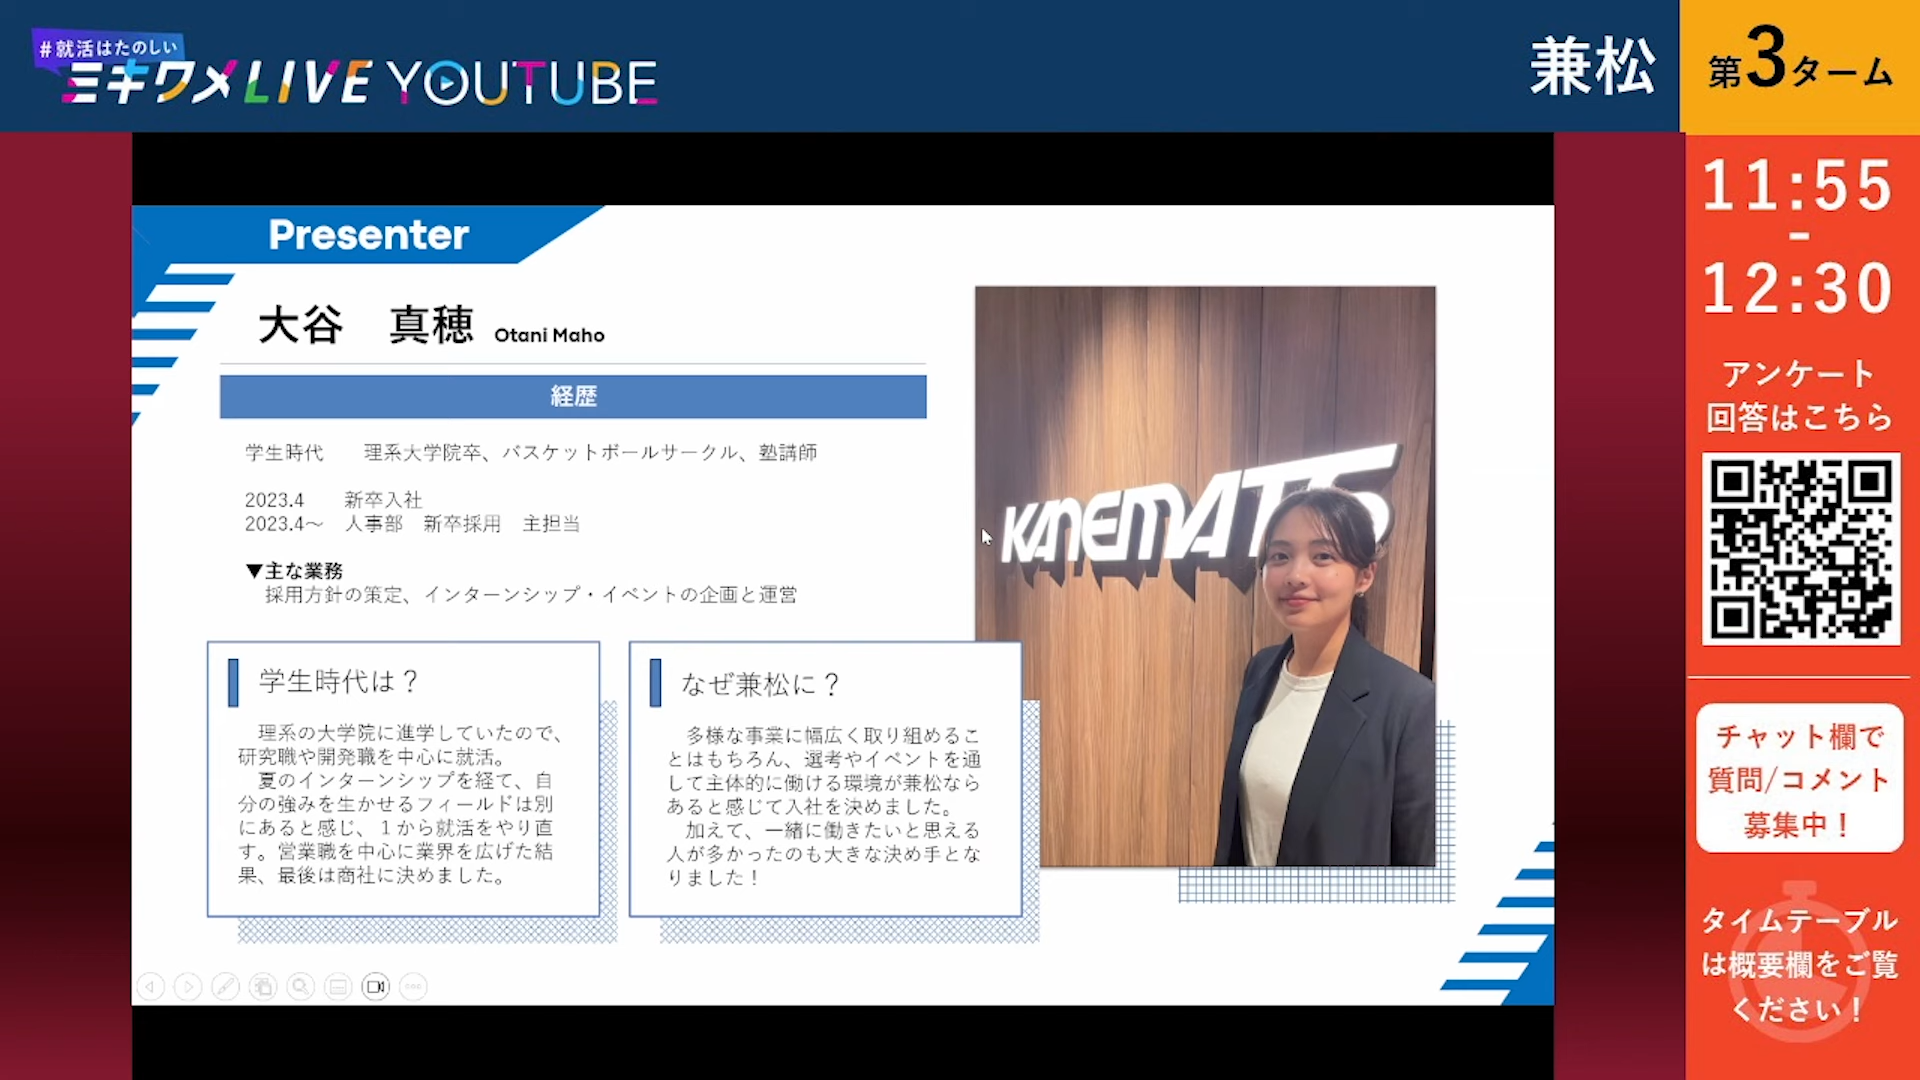 #就活はたのしい
ミキワメLIVE YOUTUBE
兼松
第3ターム
11:55
-
12:30
アンケート
回答はこちら
チャット欄で
質問/コメント
募集中！
タイムテーブル
は概要欄をご覧
ください！
Presenter
大谷　真穂 Otani Maho
経歴
学生時代　　理系大学院卒、バスケットボールサークル、塾講師
2023.4　　新卒入社
2023.4～　人事部　新卒採用　主担当
▼主な業務
採用方針の策定、インターンシップ・イベントの企画と運営
学生時代は？
理系の大学院に進学していたので、
研究職や開発職を中心に就活。
夏のインターンシップを経て、自
分の強みを生かせるフィールドは別
にあると感じ、１から就活をやり直
す。営業職を中心に業界を広げた結
果、最後は商社に決めました。
なぜ兼松に？
多様な事業に幅広く取り組めるこ
とはもちろん、選考やイベントを通
して主体的に働ける環境が兼松なら
あると感じて入社を決めました。
加えて、一緒に働きたいと思える
人が多かったのも大きな決め手とな
りました！
KANEMATS